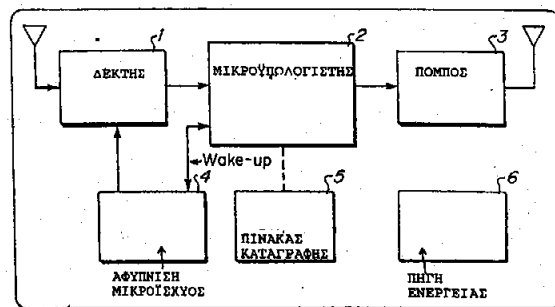 1
2
3
ΔΕΚΤΗΣ
ΜΙΚΡΟΫΠΟΛΟΓΙΣΤΗΣ
ΠΟΜΠΟΣ
Wake-up
4
5
6
ΠΙΝΑΚΑΣ
ΚΑΤΑΓΡΑΦΗΣ
ΑΦΥΠΝΙΣΗ
ΜΙΚΡΟΪΣΧΥΟΣ
ΠΗΓΗ
ΕΝΕΡΓΕΙΑΣ